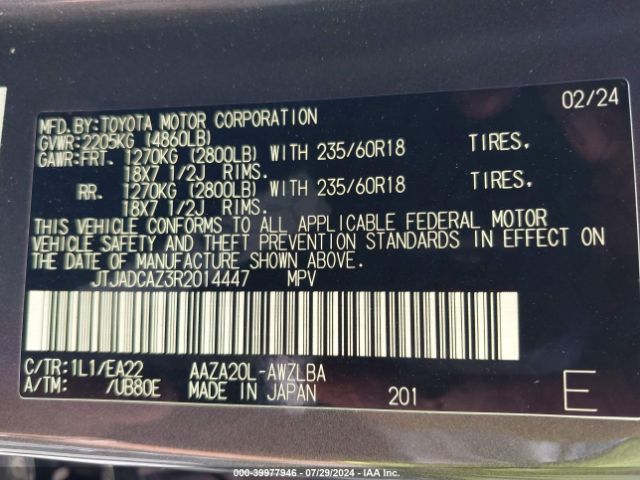 MFD.BY:TOYOTA MOTOR CORPORATION 02/24
GVWR:2205KG (4860LB)
GAWR:FRT. 1270KG (2800LB) WITH 235/60R18 TIRES,
18X7 1/2J RIMS.
RR. 1270KG (2800LB) WITH 235/60R18 TIRES,
18X7 1/2J RIMS.
THIS VEHICLE CONFORMS TO ALL APPLICABLE FEDERAL MOTOR
VEHICLE SAFETY AND THEFT PREVENTION STANDARDS IN EFFECT ON
THE DATE OF MANUFACTURE SHOWN ABOVE.
JTJADCAZ3R2014447 MPV
C/TR:1L1/EA22 AAZA20L-AWZLBA
A/TM: /UB80E MADE IN JAPAN 201 E
000-39977946 - 07/29/2024 - IAA Inc.